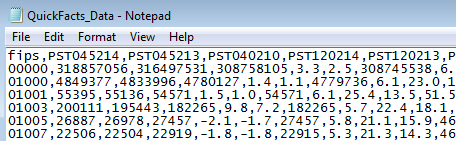 QuickFacts_Data - Notepad
File Edit Format View Help
fips,PST045214,PST045213,PST040210,PST120214,PST120213,P
00000,318857056,316497531,308758105,3.3,2.5,308745538,6.
01000,4849377,4833996,4780127,1.4,1.1,4779736,6.1,23.0,1
01001,55395,55136,54571,1.5,1.0,54571,6.1,25.4,13.5,51.5
01003,200111,195443,182265,9.8,7.2,182265,5.7,22.4,18.1,
01005,26887,26978,27457,-2.1,-1.7,27457,5.8,21.1,15.9,46
01007,22506,22504,22919,-1.8,-1.8,22915,5.3,21.3,14.3,46